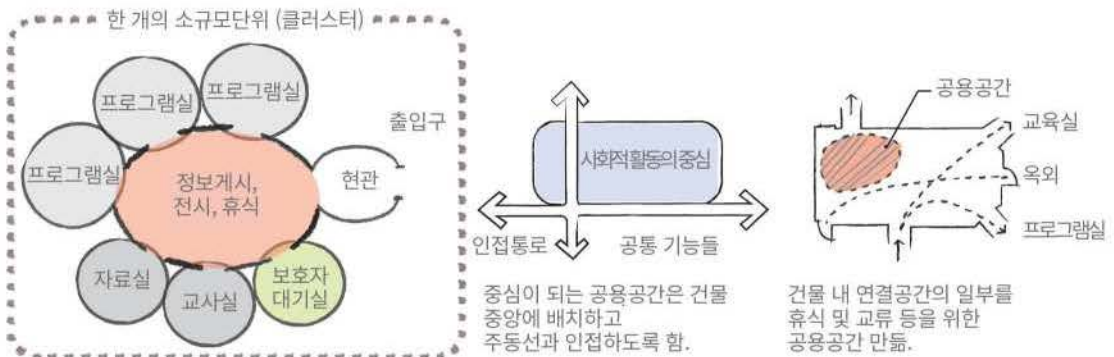 한 개의 소규모단위 (클러스터)
프로그램실
프로그램실
프로그램실
출입구
현관
정보게시,
전시, 휴식
자료실
교사실
보호자
대기실
사회적활동의중심
인접통로
공통 기능들
중심이 되는 공용공간은 건물
중앙에 배치하고
주동선과 인접하도록 함.
공용공간
교육실
옥외
프로그램실
건물 내 연결공간의 일부를
휴식 및 교류 등을 위한
공용공간 만듦.